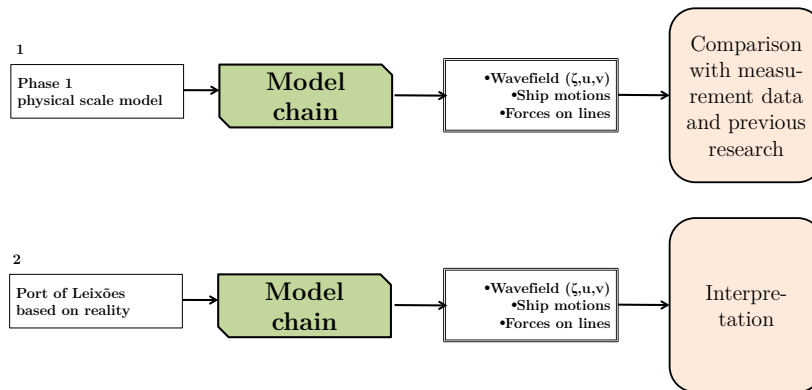 1
Phase 1
physical scale model
Model
chain
•Wavefield (ζ,u,v)
•Ship motions
•Forces on lines
Comparison
with measu-
rement data
and previous
research
2
Port of Leixões
based on reality
Model
chain
•Wavefield (ζ,u,v)
•Ship motions
•Forces on lines
Interpre-
tation